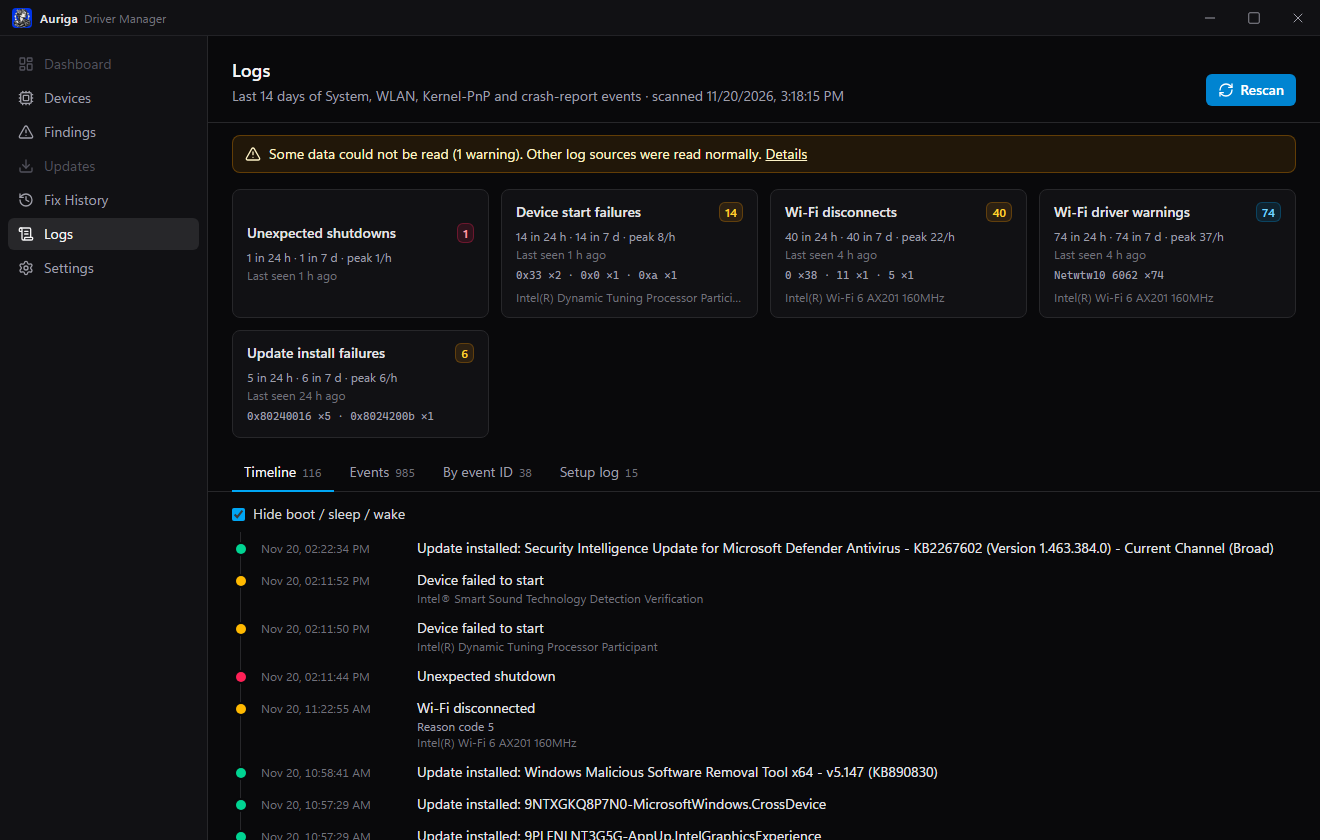 Auriga Driver Manager
Dashboard
Devices
Findings
Updates
Fix History
Logs
Settings
Logs
Last 14 days of System, WLAN, Kernel-PnP and crash-report events · scanned 11/20/2026, 3:18:15 PM
Rescan
Some data could not be read (1 warning). Other log sources were read normally. Details
Unexpected shutdowns 1
1 in 24 h · 1 in 7 d · peak 1/h
Last seen 1 h ago
Device start failures 14
14 in 24 h · 14 in 7 d · peak 8/h
Last seen 1 h ago
0x33 ×2 · 0x0 ×1 · 0xa ×1
Intel(R) Dynamic Tuning Processor Partici...
Wi-Fi disconnects 40
40 in 24 h · 40 in 7 d · peak 22/h
Last seen 4 h ago
0 ×38 · 11 ×1 · 5 ×1
Intel(R) Wi-Fi 6 AX201 160MHz
Wi-Fi driver warnings 74
74 in 24 h · 74 in 7 d · peak 37/h
Last seen 4 h ago
Netwtw10 6062 ×74
Intel(R) Wi-Fi 6 AX201 160MHz
Update install failures 6
5 in 24 h · 6 in 7 d · peak 6/h
Last seen 24 h ago
0x80240016 ×5 · 0x8024200b ×1
Timeline 116 Events 985 By event ID 38 Setup log 15
Hide boot / sleep / wake
Nov 20, 02:22:34 PM Update installed: Security Intelligence Update for Microsoft Defender Antivirus - KB2267602 (Version 1.463.384.0) - Current Channel (Broad)
Nov 20, 02:11:52 PM Device failed to start
Intel® Smart Sound Technology Detection Verification
Nov 20, 02:11:50 PM Device failed to start
Intel(R) Dynamic Tuning Processor Participant
Nov 20, 02:11:44 PM Unexpected shutdown
Nov 20, 11:22:55 AM Wi-Fi disconnected
Reason code 5
Intel(R) Wi-Fi 6 AX201 160MHz
Nov 20, 10:58:41 AM Update installed: Windows Malicious Software Removal Tool x64 - v5.147 (KB890830)
Nov 20, 10:57:29 AM Update installed: 9NTXGKQ8P7N0-MicrosoftWindows.CrossDevice
Nov 20, 10:57:29 AM Update installed: 9PLFNLNT3G5G-AppUp.IntelGraphicsExperience